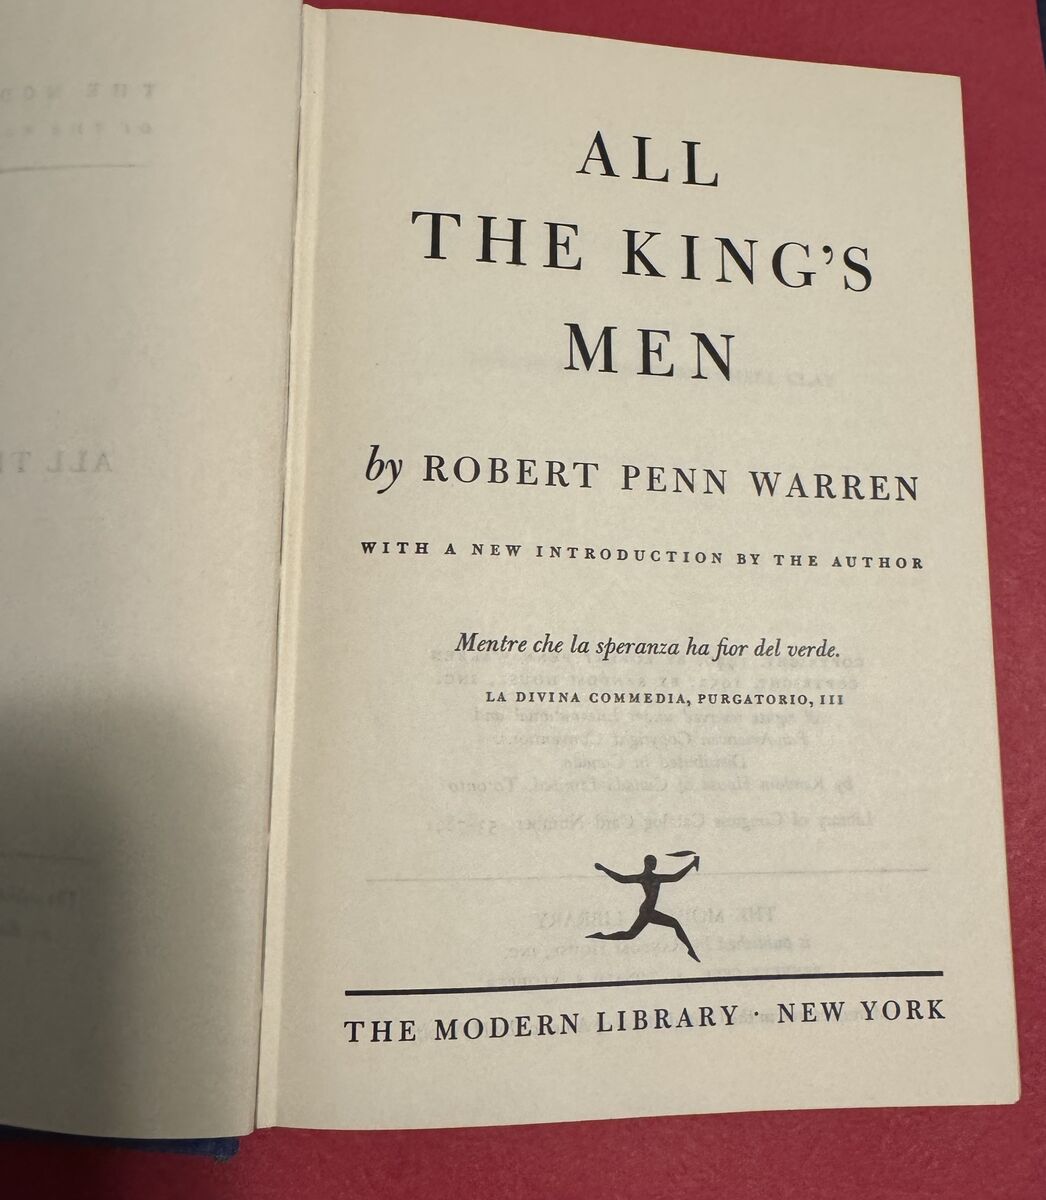 ALL
THE KING'S
MEN
by ROBERT PENN WARREN
WITH A NEW INTRODUCTION BY THE AUTHOR
Mentre che la speranza ha fior del verde.
LA DIVINA COMMEDIA, PURGATORIO, III
THE MODERN LIBRARY · NEW YORK